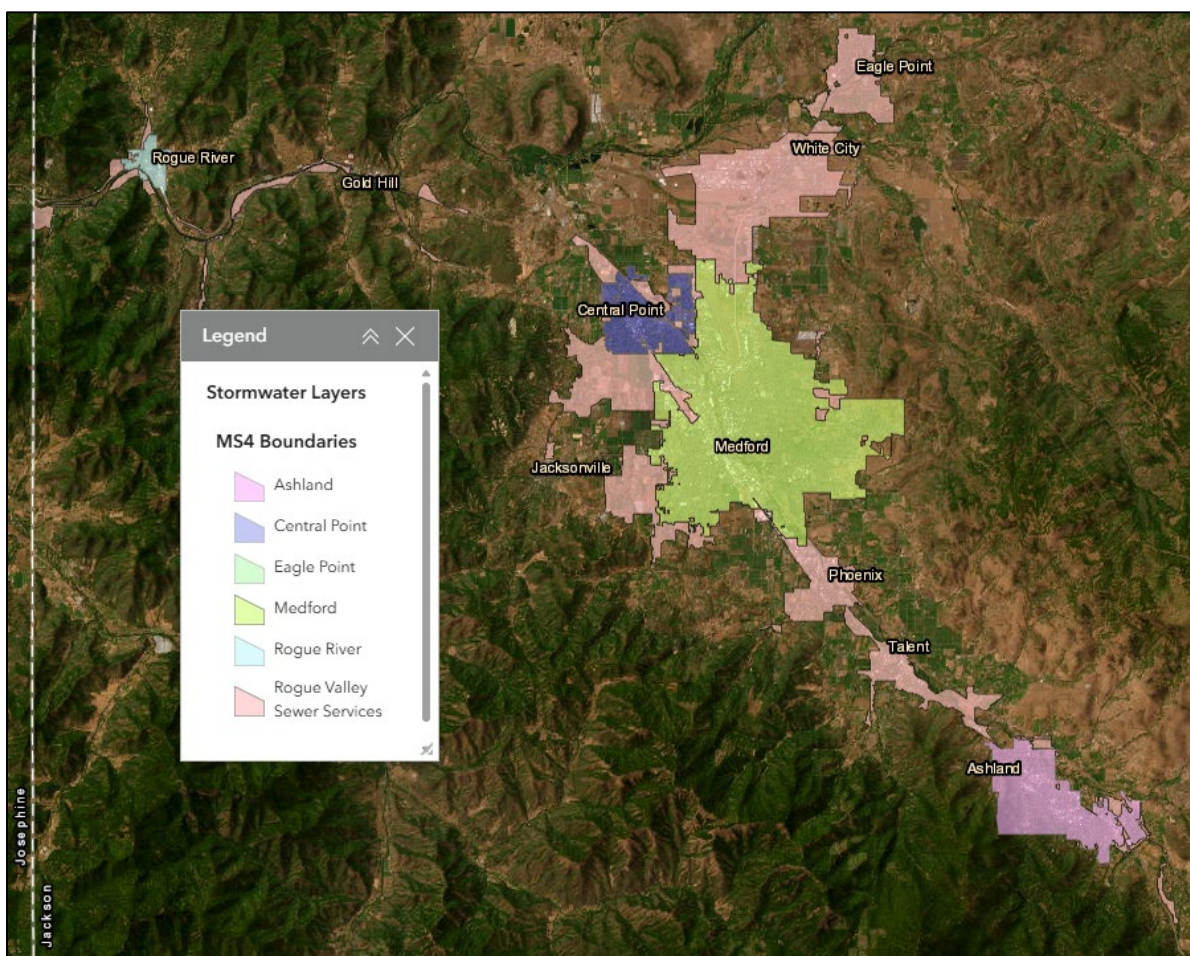 Eagle Point
White City
Rogue River
Gold Hill
Central Point
Legend
Stormwater Layers
MS4 Boundaries
Ashland
Central Point
Eagle Point
Medford
Rogue River
Rogue Valley
Sewer Services
Medford
Jacksonville
Phoenix
Talent
Ashland
Josephine
Jackson